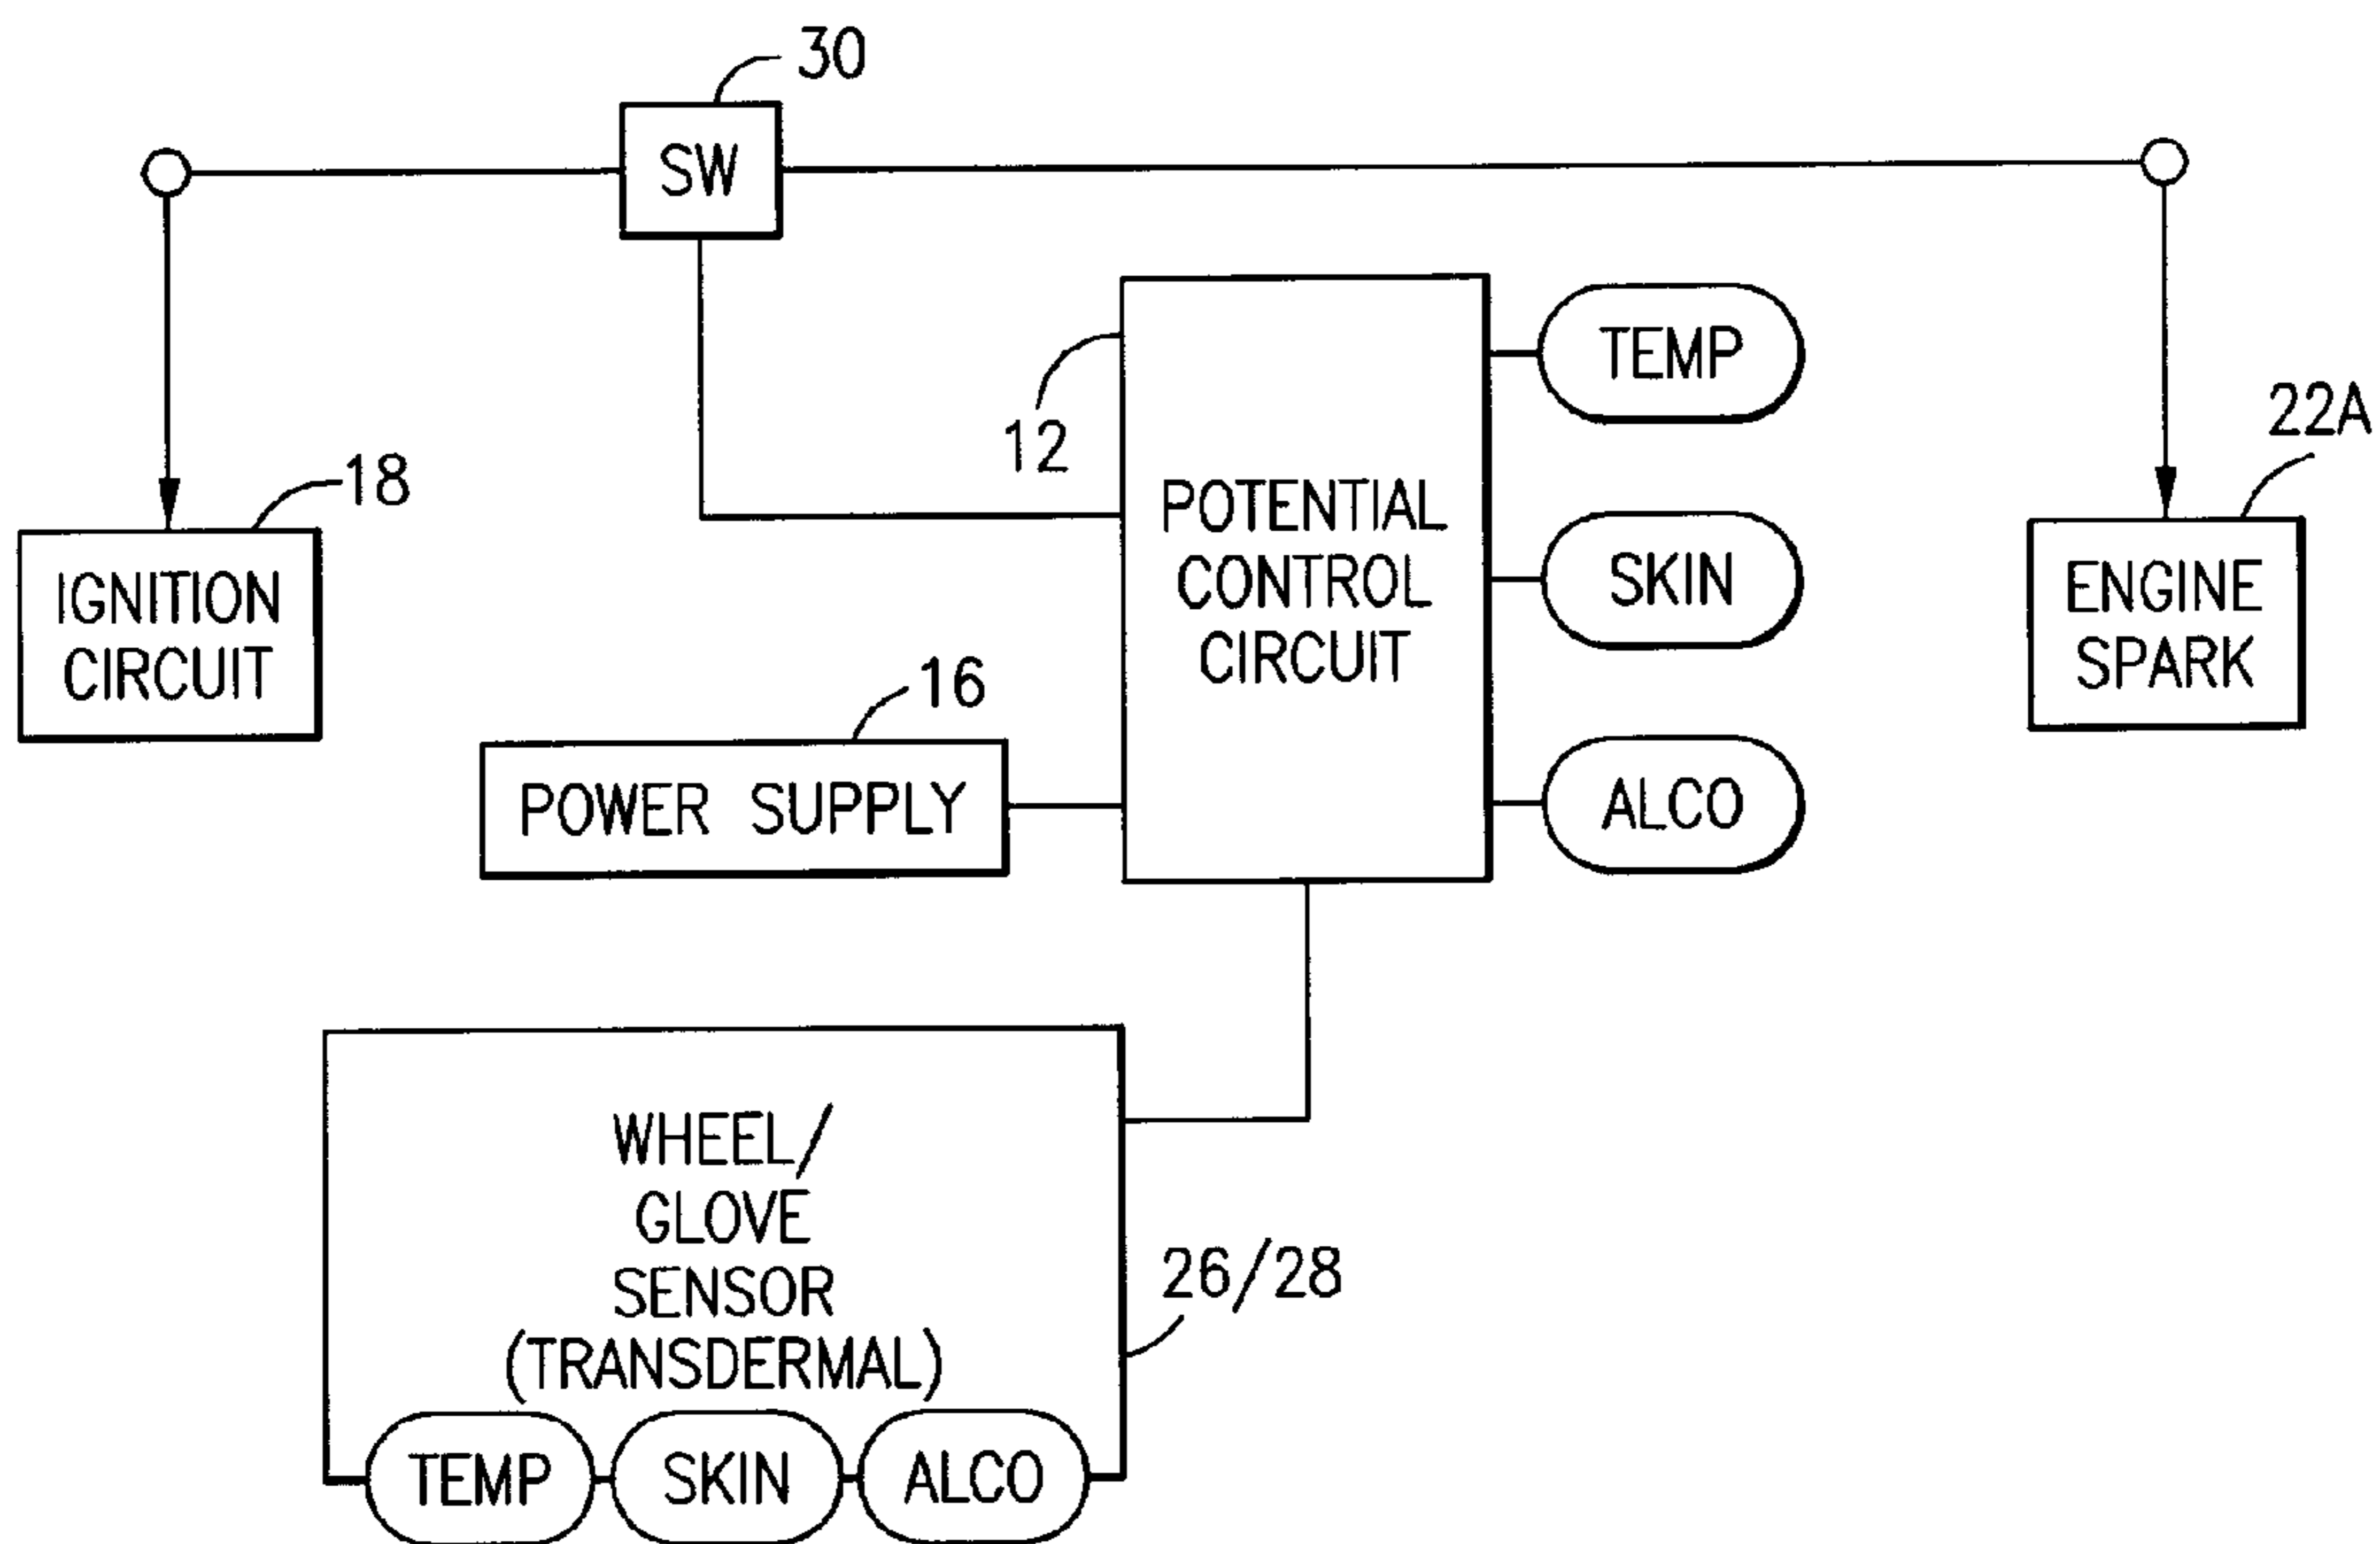 30
SW
12
TEMP
22A
18
POTENTIAL
CONTROL
CIRCUIT
SKIN
IGNITION
CIRCUIT
ENGINE
SPARK
16
POWER SUPPLY
ALCO
WHEEL/
GLOVE
SENSOR
(TRANSDERMAL)
26/28
TEMP
SKIN
ALCO